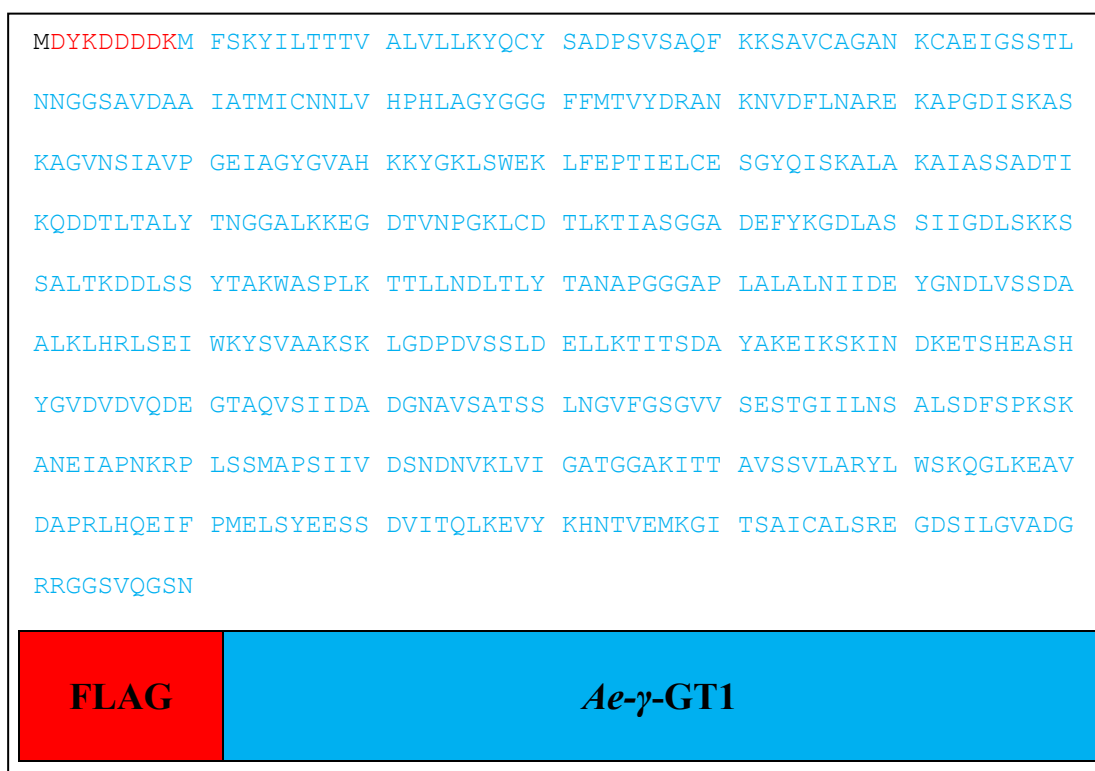 MDYKDDDDKM FSKYILTTTV ALVLLKYQCY SADPSVSAQF KKSAVCAGAN KCAEIGSSTL
NNGGSAVDAA IATMICNNLV HPHLAGYGGG FFMTVYDRAN KNVDFLNARE KAPGDISKAS
KAGVNSIAVP GEIAGYGVAH KKYGKLSWEK LFEPTIELCE SGYQISKALA KAIASSADTI
KQDDTLTALY TNGGALKKEG DTVNPGKLCD TLKTIASGGA DEFYKGDLAS SIIGDLSKKS
SALTKDDLSS YTAKWASPLK TTLLNDLTLY TANAPGGGAP LALALNIIDE YGNDLVSSDA
ALKLHRLSEI WKYSVAAKSK LGDPDVSSLD ELLKTITSDA YAKEIKSKIN DKETSHEASH
YGVDVDVQDE GTAQVSIIDA DGNAVSATSS LNGVFGSGVV SESTGIILNS ALSDFSPKSK
ANEIAPNKRP LSSMAPSIIV DSNDNVKLVI GATGGAKITT AVSSVLARYL WSKQGLKEAV
DAPRLHQEIF PMELSYEESS DVITQLKEVY KHNTVEMKGI TSAICALSRE GDSILGVADG
RRGGSVQGSN
FLAG Ae-γ-GT1